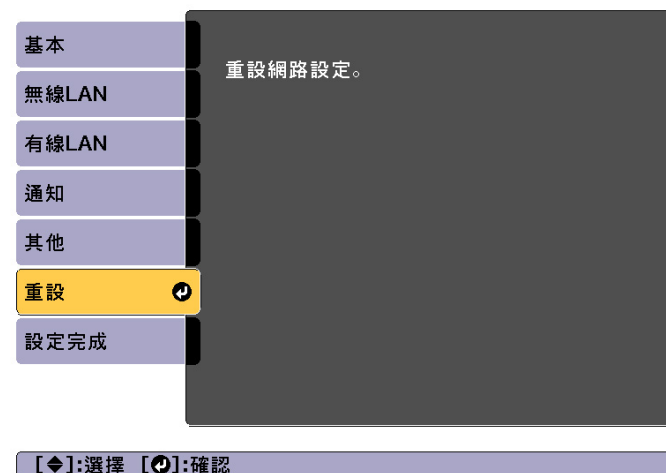 基本
重設網路設定。
無線LAN
有線LAN
通知
其他
重設
設定完成
[◆]:選擇 [⏎]:確認